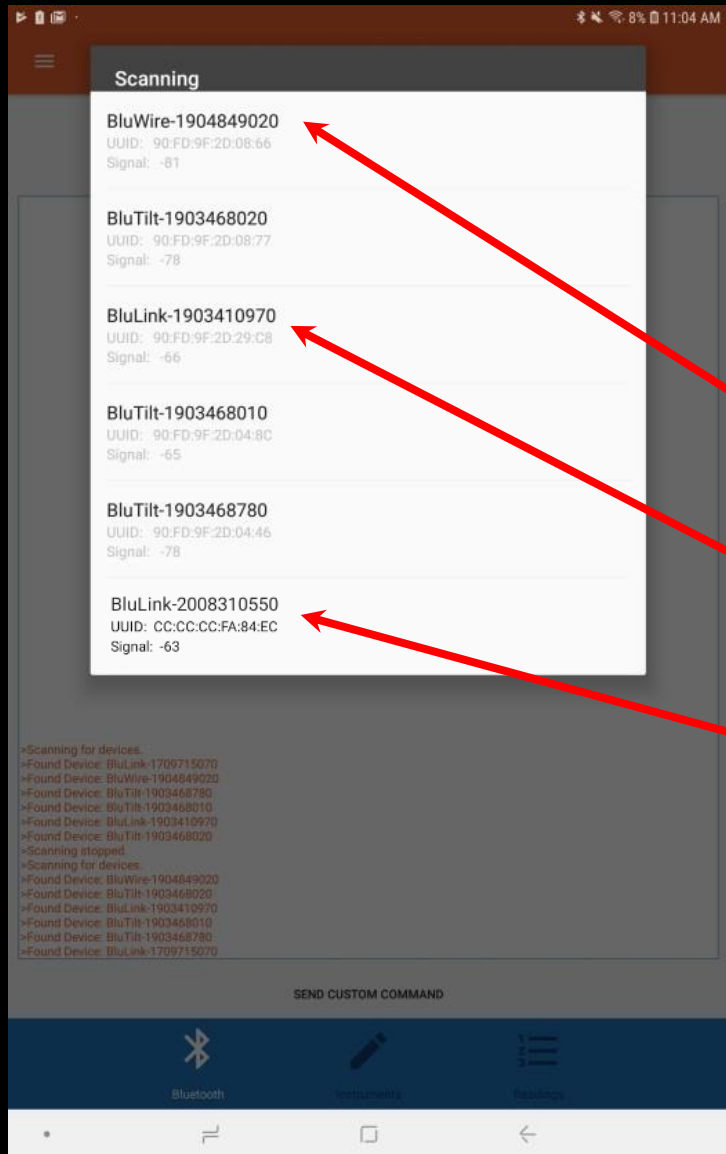 8% 11:04 AM
Scanning
BluWire-1904849020
UUID: 90:FD:9F:2D:08:66
Signal: -81
BluTilt-1903468020
UUID: 90:FD:9F:2D:08:77
Signal: -78
BluLink-1903410970
UUID: 90:FD:9F:2D:29:C8
Signal: -66
BluTilt-1903468010
UUID: 90:FD:9F:2D:04:8C
Signal: -65
BluTilt-1903468780
UUID: 90:FD:9F:2D:04:46
Signal: -78
BluLink-2008310550
UUID: CC:CC:CC:FA:84:EC
Signal: -63
>Scanning for devices.
>Found Device: BluLink-1709715070
>Found Device: BluWire-1904849020
>Found Device: BluTilt-1903468780
>Found Device: BluTilt-1903468010
>Found Device: BluLink-1903410970
>Found Device: BluTilt-1903468020
>Scanning stopped.
>Scanning for devices.
>Found Device: BluWire-1904849020
>Found Device: BluTilt-1903468020
>Found Device: BluLink-1903410970
>Found Device: BluTilt-1903468010
>Found Device: BluTilt-1903468780
>Found Device: BluLink-1709715070
SEND CUSTOM COMMAND
Bluetooth Instruments Readings